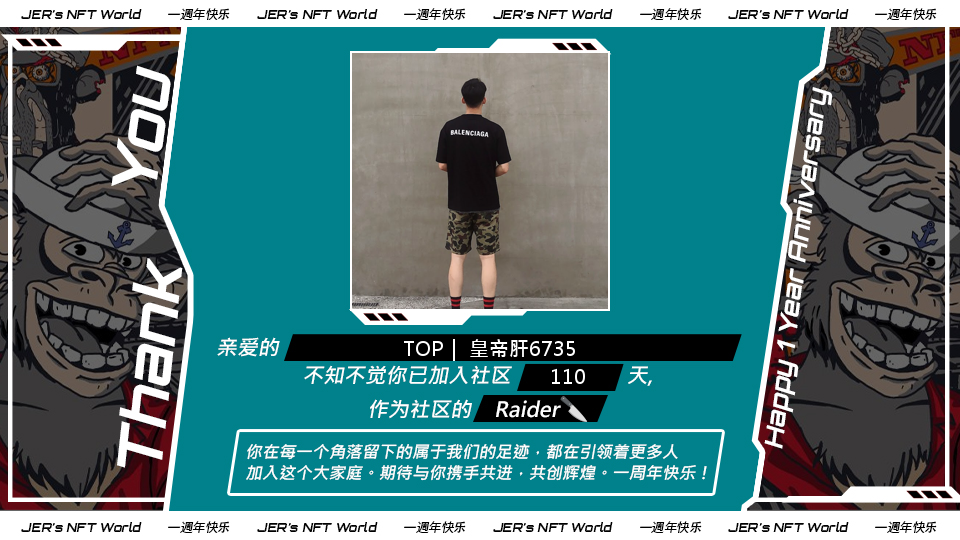 JER's NFT World 一週年快乐 JER's NFT World 一週年快乐 JER's NFT World 一週年快乐 JER's NFT World 一週年快乐
Thank You
BALENCIAGA
Happy 1 Year Anniversary
亲爱的 TOP | 皇帝肝6735
不知不觉你已加入社区 110 天,
作为社区的 Raider
你在每一个角落留下的属于我们的足迹，都在引领着更多人
加入这个大家庭。期待与你携手共进，共创辉煌。一周年快乐！
JER's NFT World 一週年快乐 JER's NFT World 一週年快乐 JER's NFT World 一週年快乐 JER's NFT World 一週年快乐